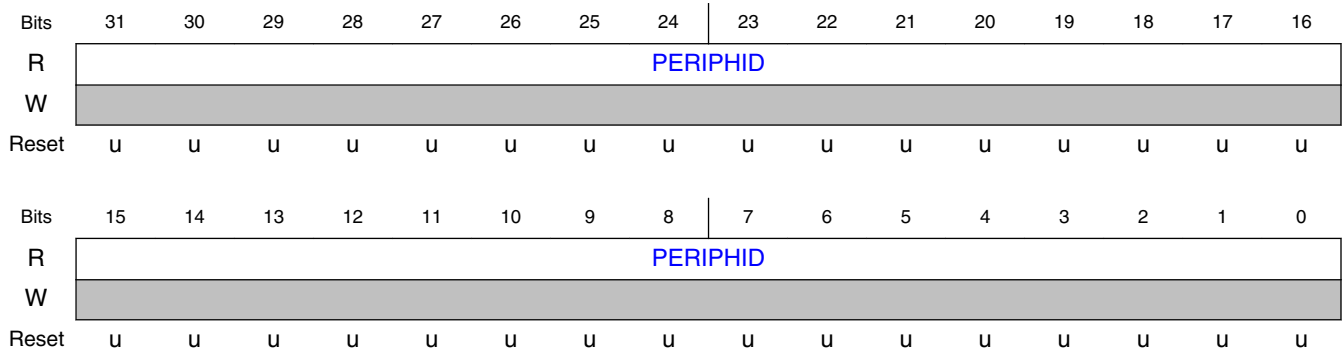 Bits 31 30 29 28 27 26 25 24 23 22 21 20 19 18 17 16
R PERIPHID
W
Reset u u u u u u u u u u u u u u u u
Bits 15 14 13 12 11 10 9 8 7 6 5 4 3 2 1 0
R PERIPHID
W
Reset u u u u u u u u u u u u u u u u